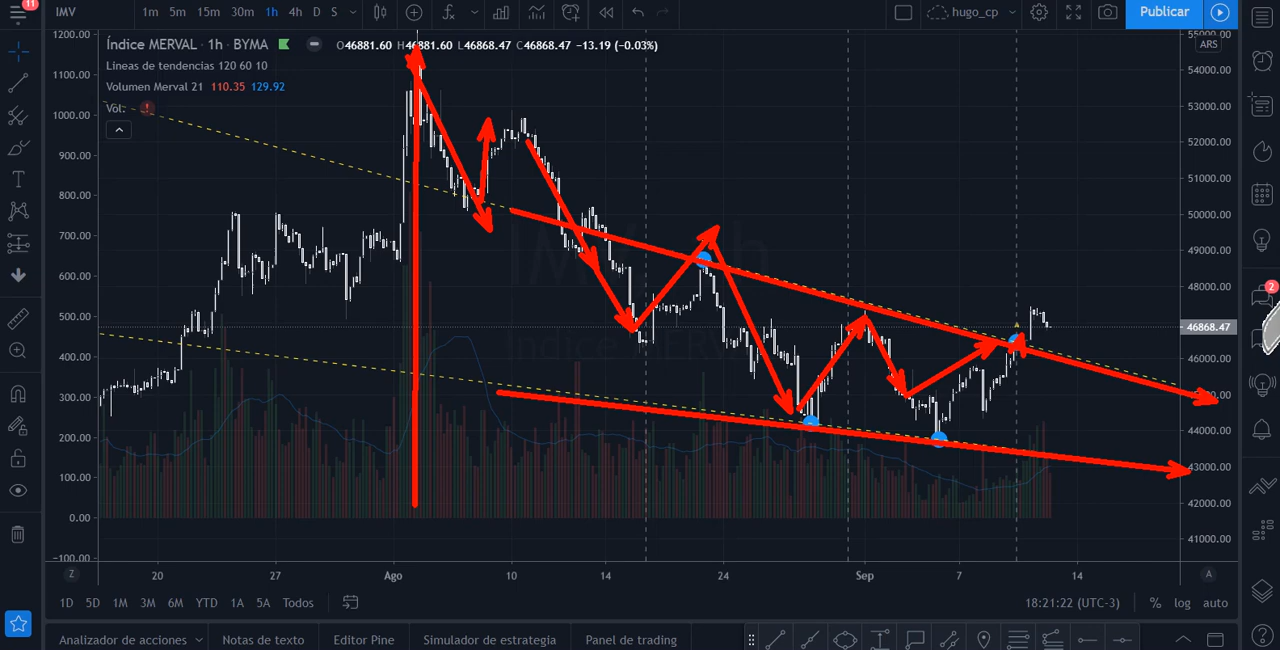 11
IMV
1m 5m 15m 30m 1h 4h D S
hugo_cp
Publicar
Índice MERVAL · 1h · BYMA
O46881.60 H46881.60 L46868.47 C46868.47 −13.19 (−0.03%)
Lineas de tendencias 120 60 10
Volumen Merval 21 110.35 129.92
Vol.
1200.00
1100.00
1000.00
900.00
800.00
700.00
600.00
500.00
400.00
300.00
200.00
100.00
0.00
−100.00
55000.00
ARS
54000.00
53000.00
52000.00
51000.00
50000.00
49000.00
48000.00
46868.47
46000.00
44000.00
43000.00
42000.00
41000.00
2
Z
20
27
Ago
10
14
24
Sep
7
14
A
1D 5D 1M 3M 6M YTD 1A 5A Todos
18:21:22 (UTC-3)
% log auto
Analizador de acciones
Notas de texto
Editor Pine
Simulador de estrategia
Panel de trading